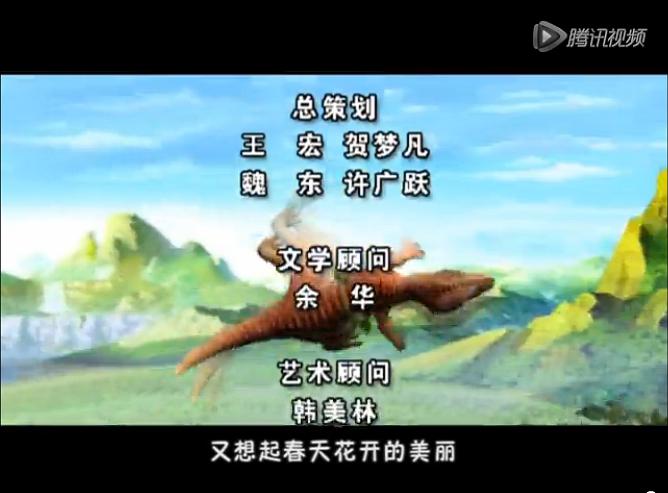 腾讯视频
总策划
王 宏 贺梦凡
魏 东 许广跃
文学顾问
余 华
艺术顾问
韩美林
又想起春天花开的美丽